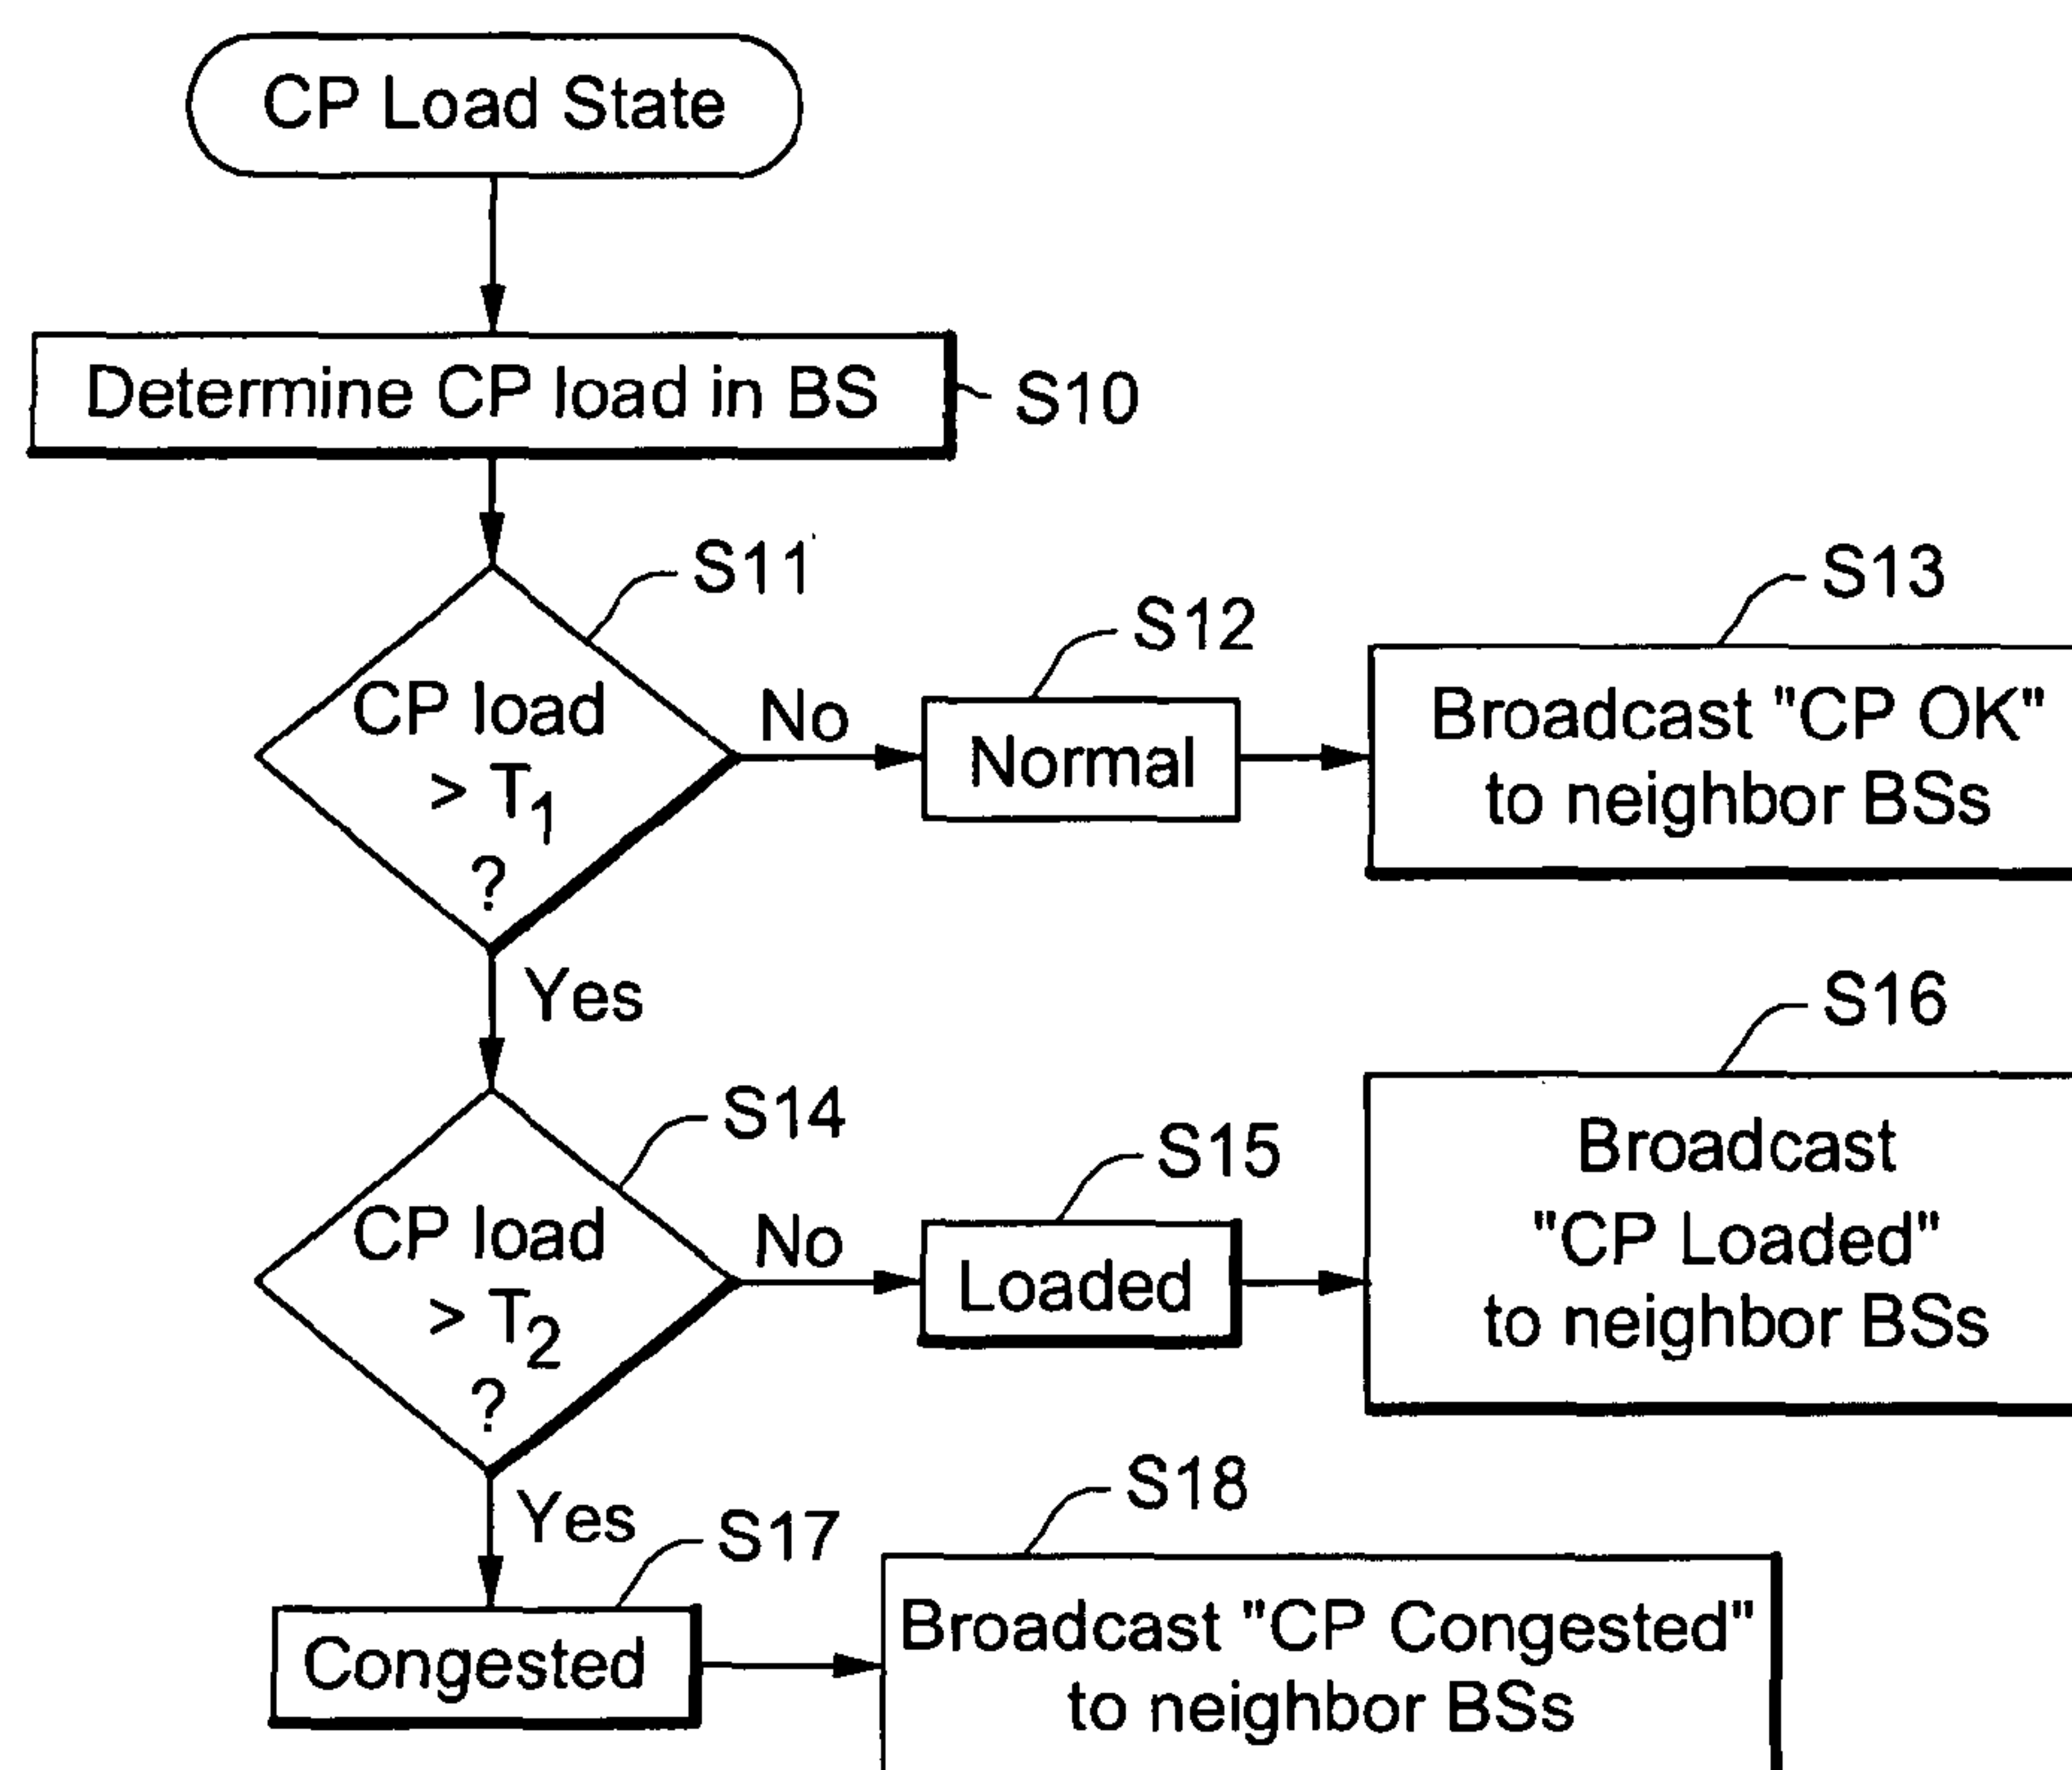 CP Load State
Determine CP load in BS
S10
S11
CP load
> T1
?
No
S12
Normal
S13
Broadcast "CP OK"
to neighbor BSs
Yes
S14
CP load
> T2
?
No
S15
Loaded
S16
Broadcast
"CP Loaded"
to neighbor BSs
Yes
S17
Congested
S18
Broadcast "CP Congested"
to neighbor BSs